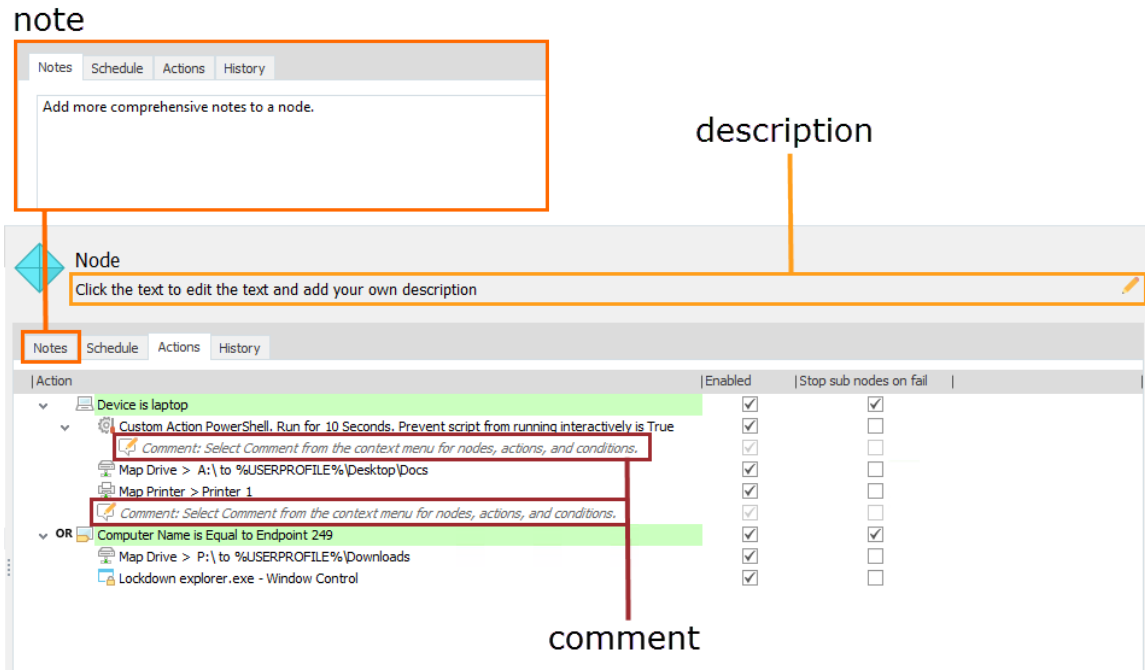 note
Notes Schedule Actions History
Add more comprehensive notes to a node.
description
Node
Click the text to edit the text and add your own description
Notes Schedule Actions History
|Action |Enabled |Stop sub nodes on fail | |
Device is laptop
Custom Action PowerShell. Run for 10 Seconds. Prevent script from running interactively is True
Comment: Select Comment from the context menu for nodes, actions, and conditions.
Map Drive > A:\ to %USERPROFILE%\Desktop\Docs
Map Printer > Printer 1
Comment: Select Comment from the context menu for nodes, actions, and conditions.
OR Computer Name is Equal to Endpoint 249
Map Drive > P:\ to %USERPROFILE%\Downloads
Lockdown explorer.exe - Window Control
comment